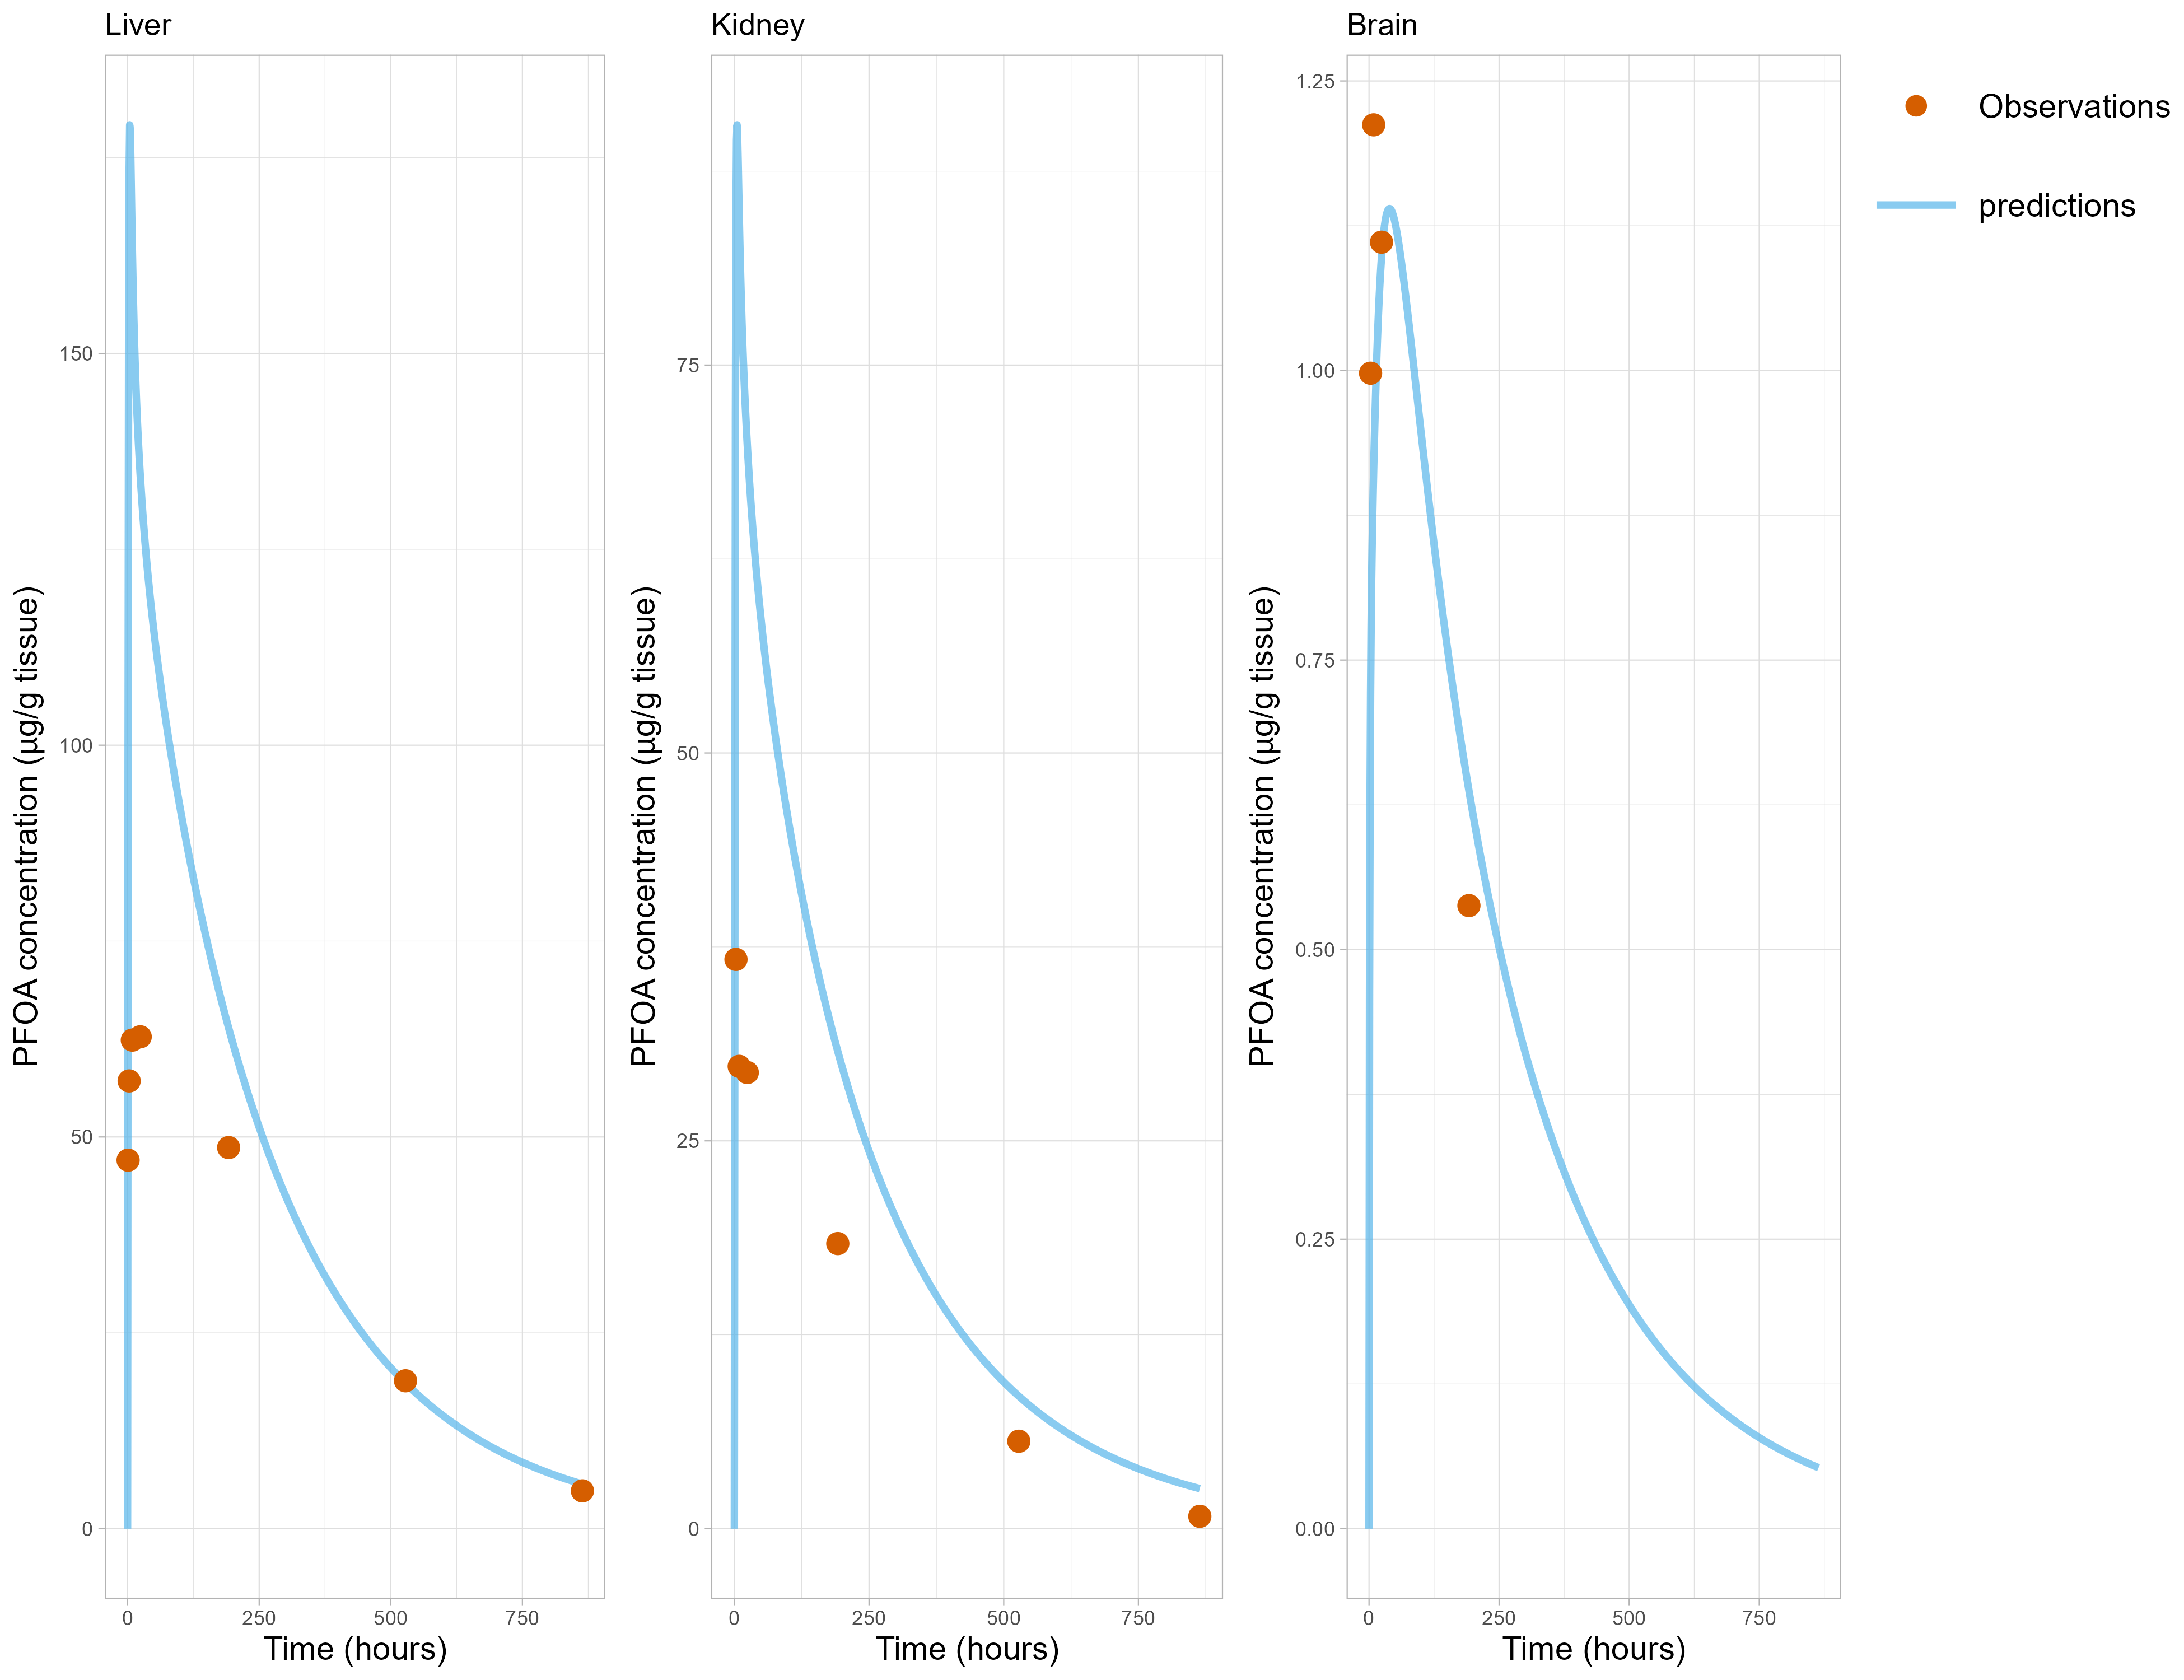 Liver
PFOA concentration (µg/g tissue)
150
100
50
0
0 250 500 750
Time (hours)
Kidney
PFOA concentration (µg/g tissue)
75
50
25
0
0 250 500 750
Time (hours)
Brain
PFOA concentration (µg/g tissue)
1.25
1.00
0.75
0.50
0.25
0.00
0 250 500 750
Time (hours)
Observations
predictions